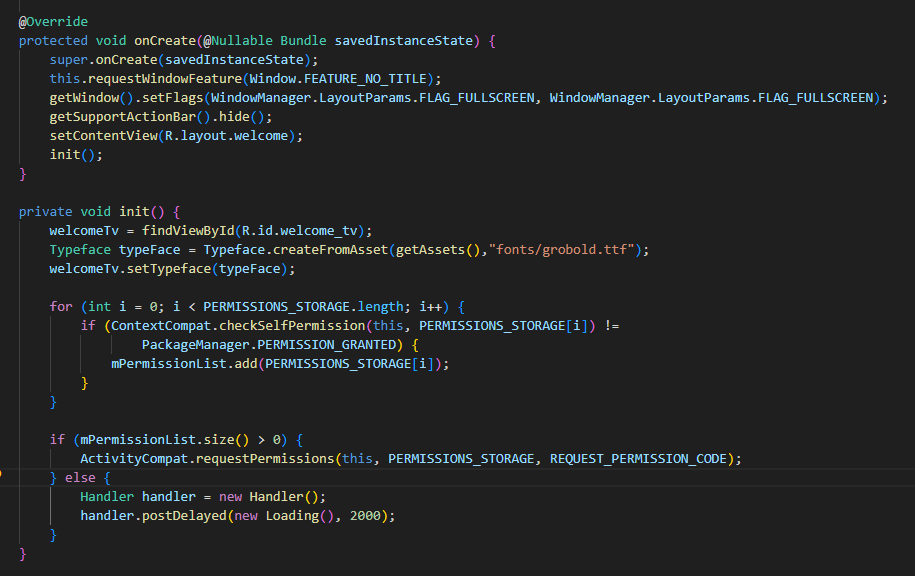 @Override
protected void onCreate(@Nullable Bundle savedInstanceState) {
    super.onCreate(savedInstanceState);
    this.requestWindowFeature(Window.FEATURE_NO_TITLE);
    getWindow().setFlags(WindowManager.LayoutParams.FLAG_FULLSCREEN, WindowManager.LayoutParams.FLAG_FULLSCREEN);
    getSupportActionBar().hide();
    setContentView(R.layout.welcome);
    init();
}

private void init() {
    welcomeTv = findViewById(R.id.welcome_tv);
    Typeface typeFace = Typeface.createFromAsset(getAssets(),"fonts/grobold.ttf");
    welcomeTv.setTypeface(typeFace);

    for (int i = 0; i < PERMISSIONS_STORAGE.length; i++) {
        if (ContextCompat.checkSelfPermission(this, PERMISSIONS_STORAGE[i]) !=
                PackageManager.PERMISSION_GRANTED) {
            mPermissionList.add(PERMISSIONS_STORAGE[i]);
        }
    }

    if (mPermissionList.size() > 0) {
        ActivityCompat.requestPermissions(this, PERMISSIONS_STORAGE, REQUEST_PERMISSION_CODE);
    } else {
        Handler handler = new Handler();
        handler.postDelayed(new Loading(), 2000);
    }
}